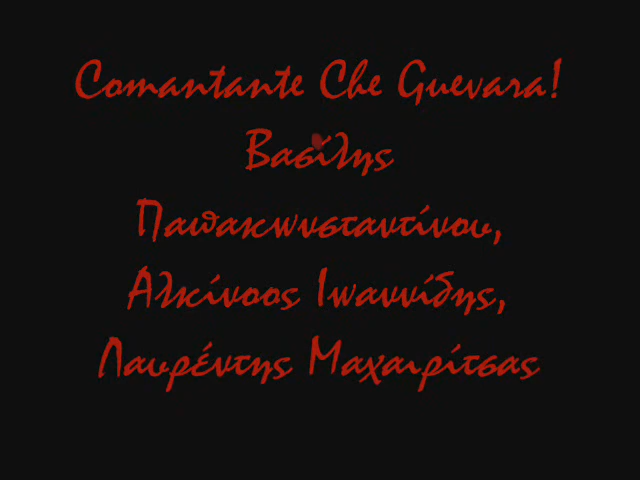 Comantante Che Guevara!
Βασίλης
Παπακωνσταντίνου,
Αλκίνοος Ιωαννίδης,
Λαυρέντης Μαχαιρίτσας